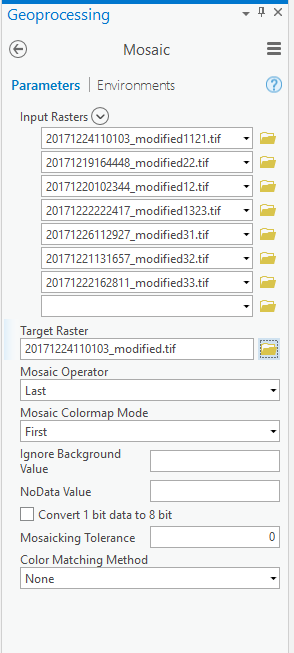 Geoprocessing
Mosaic
Parameters | Environments
Input Rasters
20171224110103_modified1121.tif
20171219164448_modified22.tif
20171220102344_modified12.tif
20171222222417_modified1323.tif
20171226112927_modified31.tif
20171221131657_modified32.tif
20171222162811_modified33.tif
Target Raster
20171224110103_modified.tif
Mosaic Operator
Last
Mosaic Colormap Mode
First
Ignore Background
Value
NoData Value
Convert 1 bit data to 8 bit
Mosaicking Tolerance 0
Color Matching Method
None